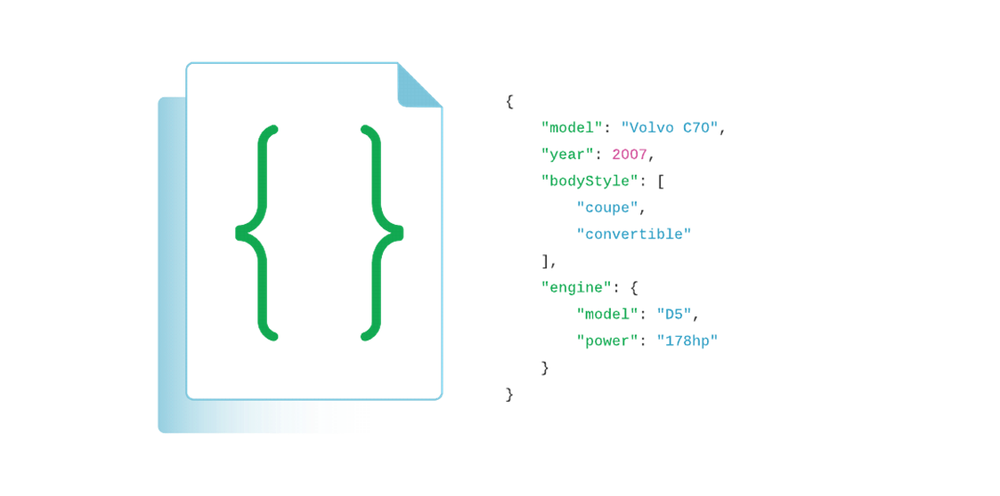 {
    "model": "Volvo C70",
    "year": 2007,
    "bodyStyle": [
        "coupe",
        "convertible"
    ],
    "engine": {
        "model": "D5",
        "power": "178hp"
    }
}